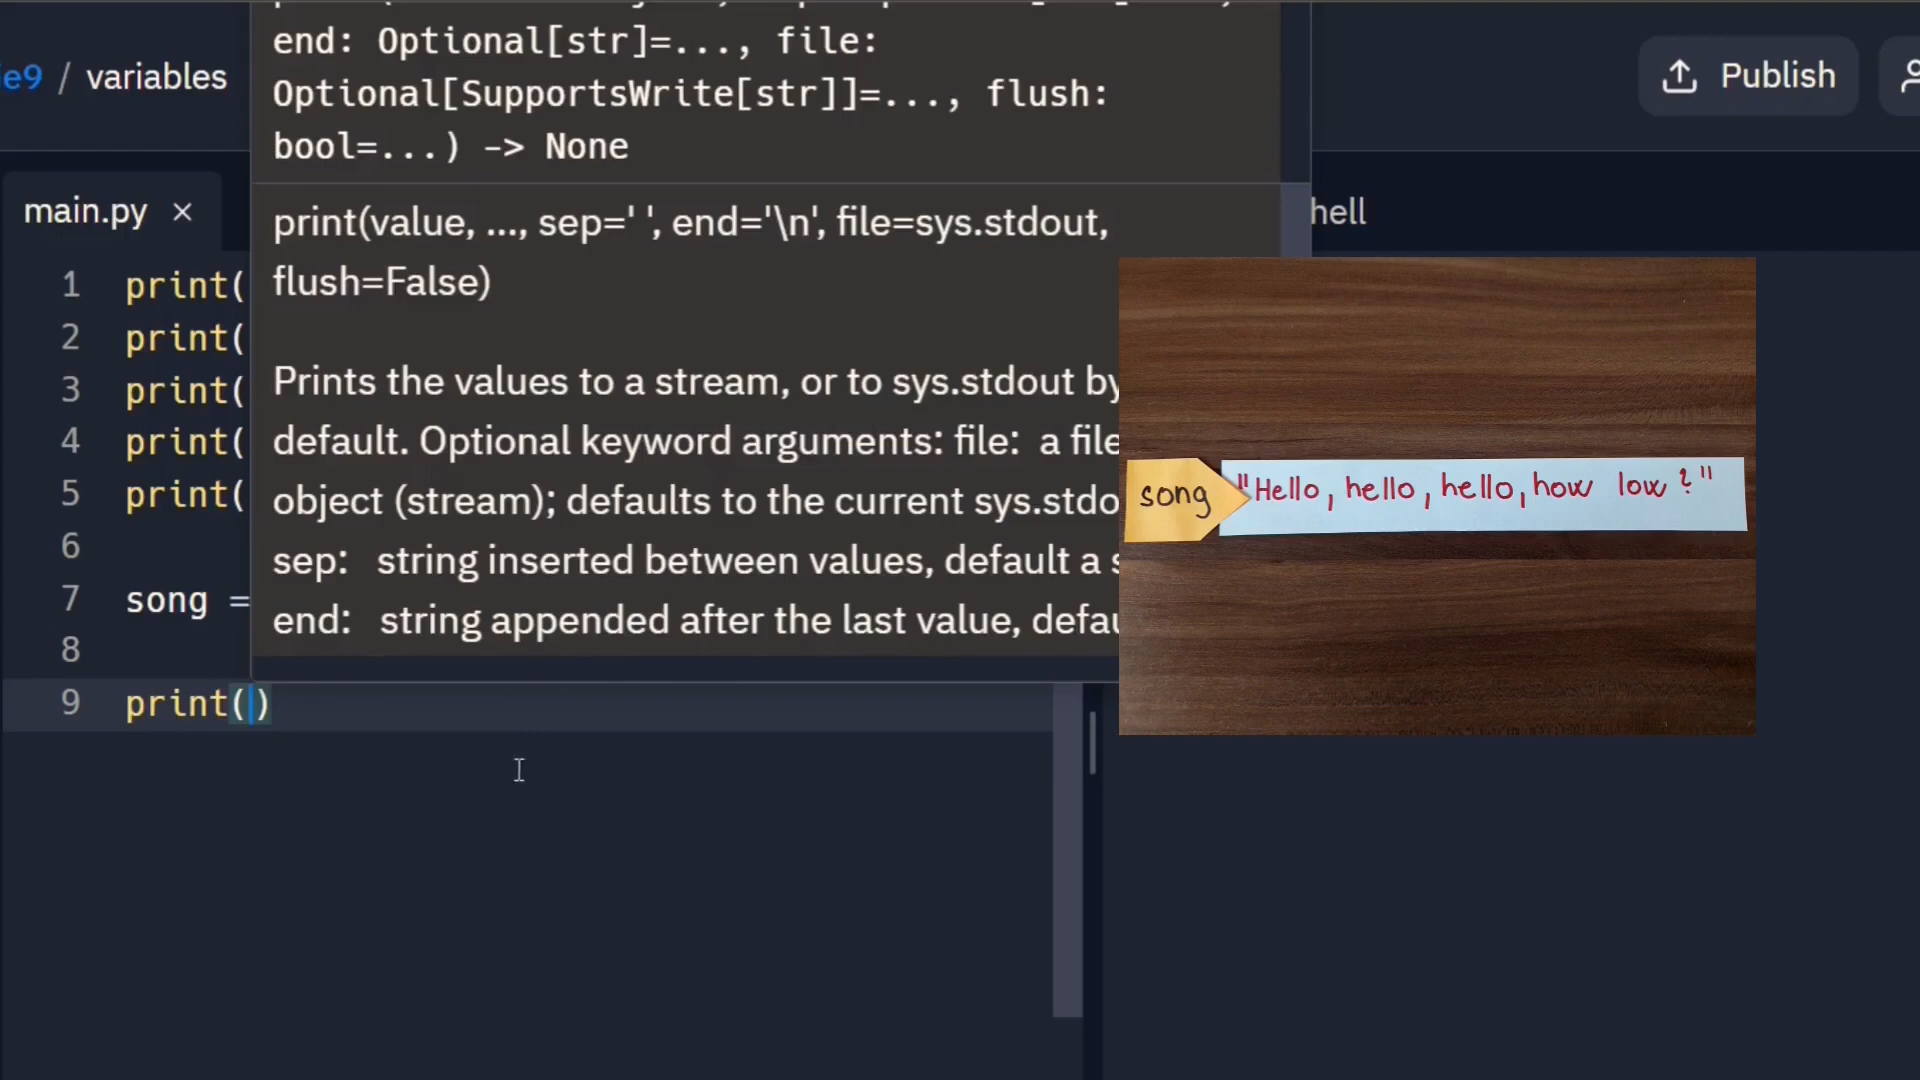 end: Optional[str]=..., file:
ie9 / variables
Publish
Optional[SupportsWrite[str]]=..., flush:
bool=...) -> None
main.py ×
print(value, ..., sep=' ', end='\n', file=sys.stdout,
flush=False)
hell
1 print(
2 print(
3 print(
4 print(
5 print(
6
7 song =
8
9 print()
Prints the values to a stream, or to sys.stdout by
default. Optional keyword arguments: file: a file
object (stream); defaults to the current sys.stdo
sep: string inserted between values, default a s
end: string appended after the last value, defau
song "Hello, hello, hello, how low ?"